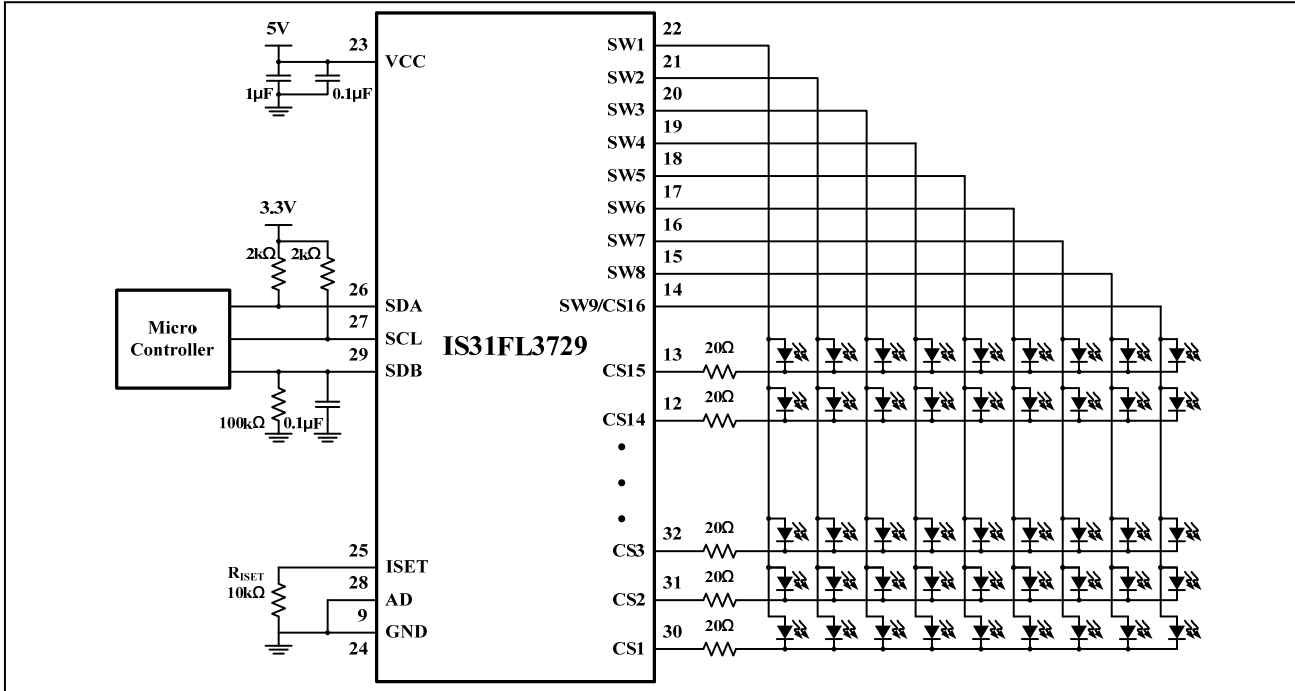 5V
23
VCC
1µF
0.1µF
3.3V
2kΩ
2kΩ
Micro
Controller
26
SDA
27
SCL
29
SDB
100kΩ
0.1µF
IS31FL3729
25
ISET
RISET
10kΩ
28
AD
9
GND
24
22
SW1
21
SW2
20
SW3
19
SW4
18
SW5
17
SW6
16
SW7
15
SW8
14
SW9/CS16
13
CS15
20Ω
12
CS14
20Ω
32
CS3
20Ω
31
CS2
20Ω
30
CS1
20Ω